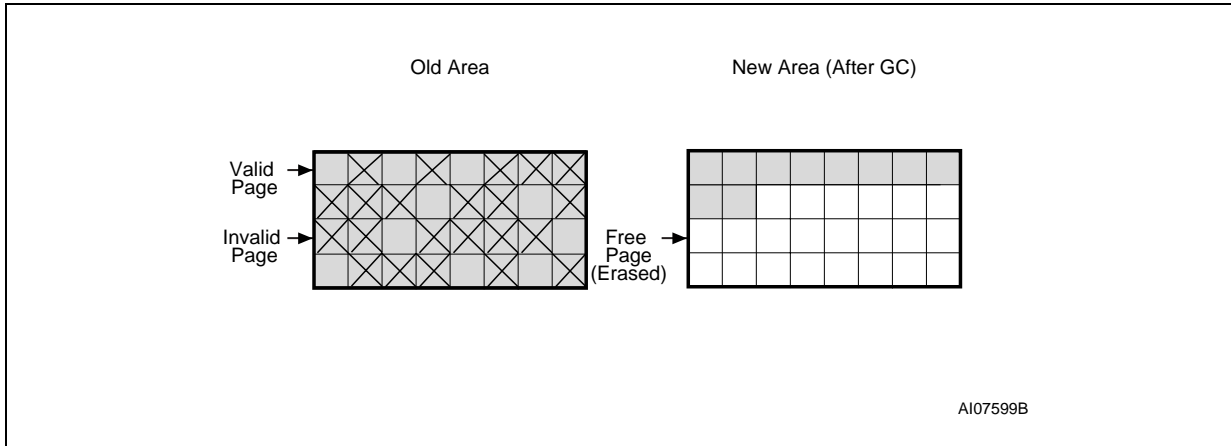 Old Area
New Area (After GC)
Valid
Page
Invalid
Page
Free
Page
(Erased)
AI07599B